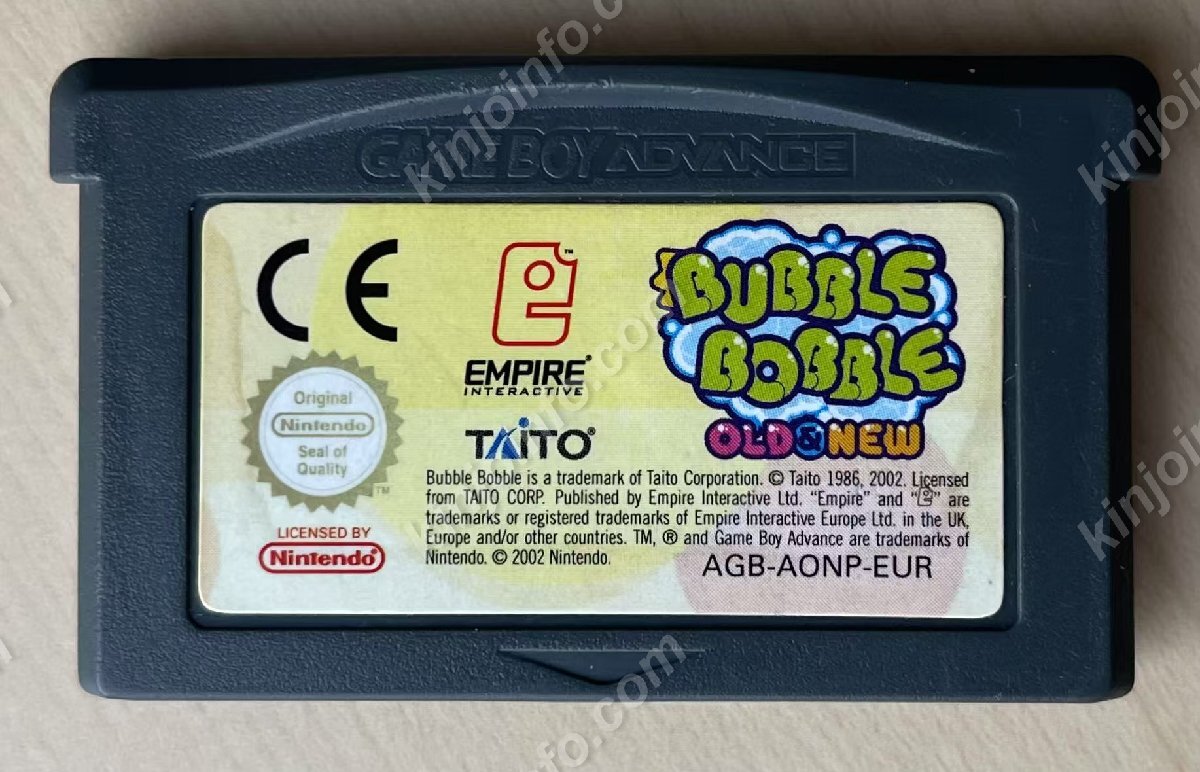 GAME BOY ADVANCE
CE
EMPIRE
INTERACTIVE
TAITO®
BUBBLE
BOBBLE
OLD & NEW
Original
Nintendo
Seal of
Quality
TM
LICENSED BY
Nintendo®
Bubble Bobble is a trademark of Taito Corporation. © Taito 1986, 2002. Licensed
from TAITO CORP. Published by Empire Interactive Ltd. “Empire” and “e” are
trademarks or registered trademarks of Empire Interactive Europe Ltd. in the UK,
Europe and/or other countries. TM, ® and Game Boy Advance are trademarks of
Nintendo. © 2002 Nintendo.
AGB-AONP-EUR
kinjoinfo.com
kinjoinfo.com
kinjoinfo.com
kinjoinfo.com